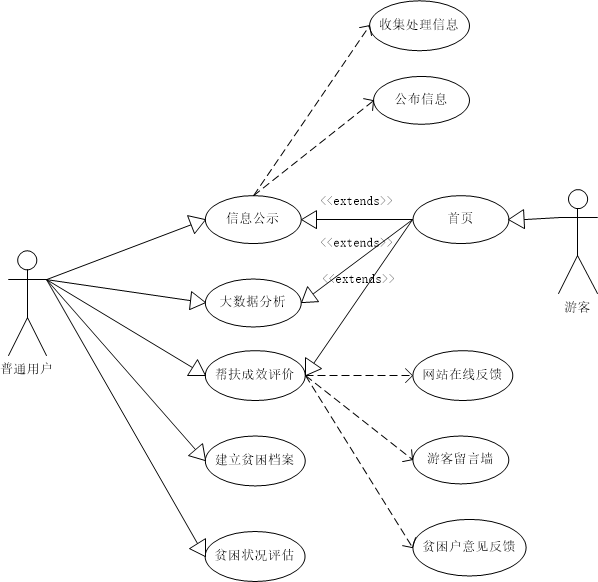 收集处理信息
公布信息
<<extends>>
信息公示
首页
<<extends>>
<<extends>>
大数据分析
游客
普通用户
帮扶成效评价
网站在线反馈
建立贫困档案
游客留言墙
贫困状况评估
贫困户意见反馈